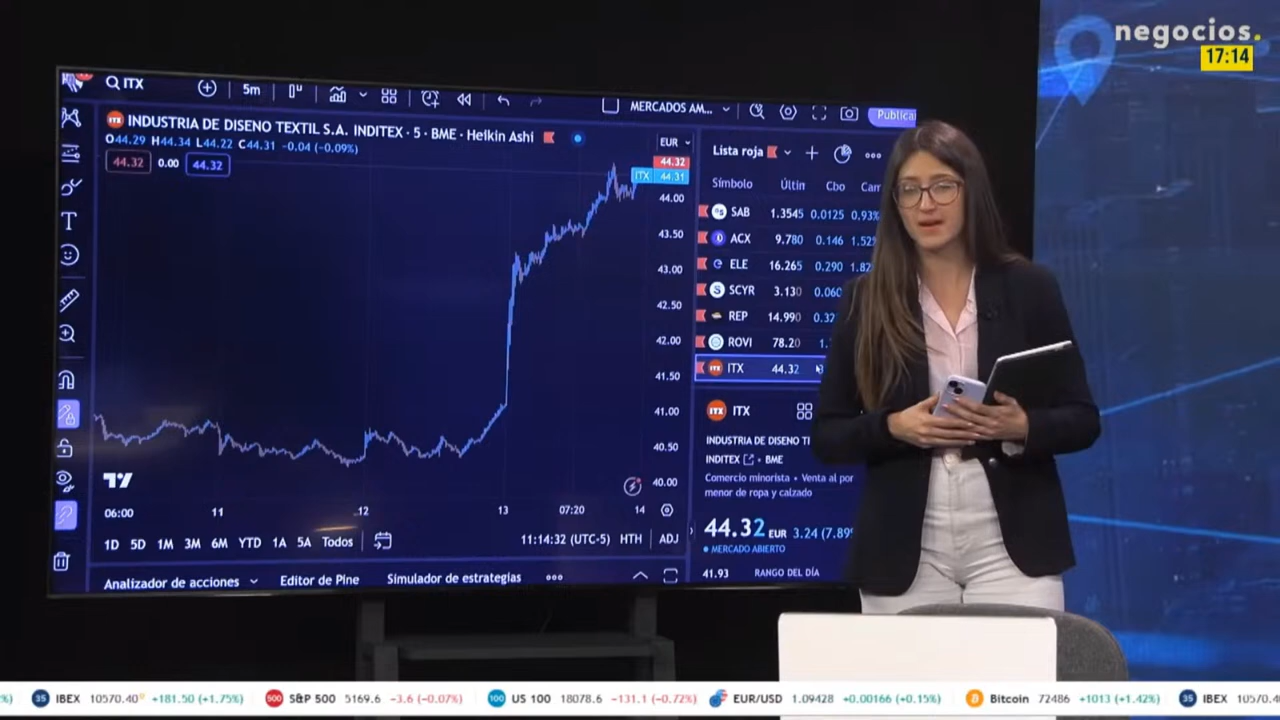 negocios.
17:14
ITX
5m
MERCADOS AM...
Publica
INDUSTRIA DE DISENO TEXTIL S.A. INDITEX · 5 · BME · Heikin Ashi
O44.29 H44.34 L44.22 C44.31 -0.04 (-0.09%)
44.32 0.00 44.32
EUR
44.32
ITX 44.31
44.00
43.50
43.00
42.50
42.00
41.50
41.00
40.50
40.00
06:00 11 12 13 07:20 14
1D 5D 1M 3M 6M YTD 1A 5A Todos
11:14:32 (UTC-5) HTH ADJ
Analizador de acciones Editor de Pine Simulador de estrategias
Lista roja
Símbolo Últin Cbo Cam
SAB 1.3545 0.0125 0.93%
ACX 9.780 0.146 1.52
ELE 16.265 0.290 1.82
SCYR 3.130 0.060
REP 14.990 0.32
ROVI 78.20 1.
ITX 44.32
ITX ITX
INDUSTRIA DE DISENO TI
INDITEX · BME
Comercio minorista · Venta al por
menor de ropa y calzado
44.32 EUR 3.24 (7.89
MERCADO ABIERTO
41.93 RANGO DEL DÍA
%) 35 IBEX 10570.40 +181.50 (+1.75%) 500 S&P 500 5169.6 -3.6 (-0.07%) 100 US 100 18078.6 -131.1 (-0.72%) EUR/USD 1.09428 +0.00166 (+0.15%) Bitcoin 72486 +1013 (+1.42%) 35 IBEX 10570.4